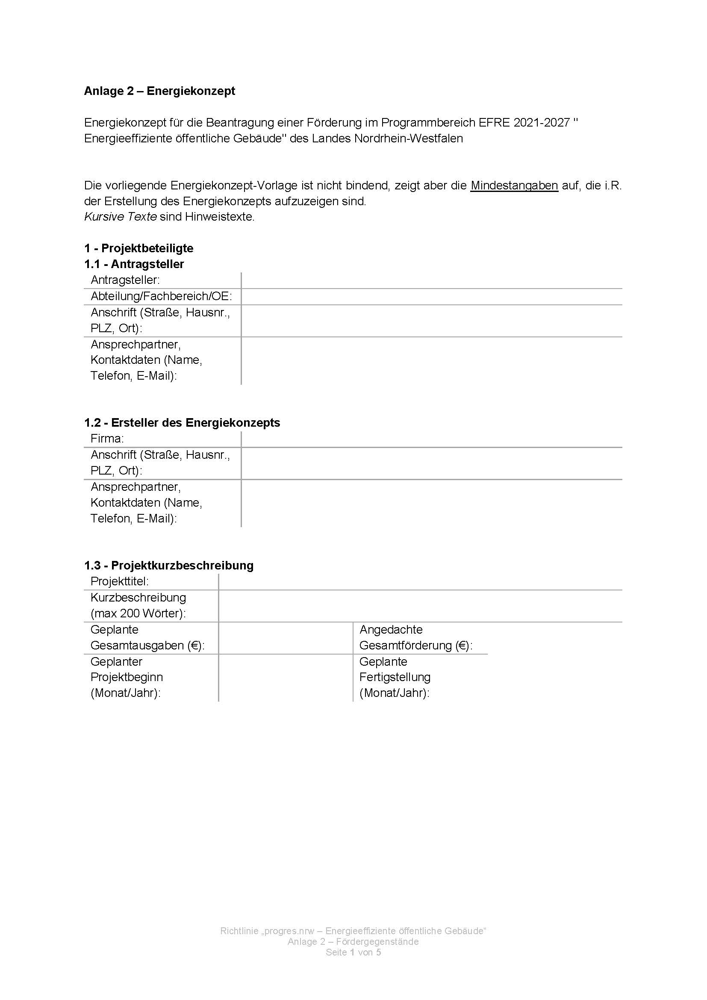 Anlage 2 – Energiekonzept
Energiekonzept für die Beantragung einer Förderung im Programmbereich EFRE 2021-2027 "
Energieeffiziente öffentliche Gebäude" des Landes Nordrhein-Westfalen
Die vorliegende Energiekonzept-Vorlage ist nicht bindend, zeigt aber die Mindestangaben auf, die i.R.
der Erstellung des Energiekonzepts aufzuzeigen sind.
Kursive Texte sind Hinweistexte.
1 - Projektbeteiligte
1.1 - Antragsteller
Antragsteller:
Abteilung/Fachbereich/OE:
Anschrift (Straße, Hausnr.,
PLZ, Ort):
Ansprechpartner,
Kontaktdaten (Name,
Telefon, E-Mail):
1.2 - Ersteller des Energiekonzepts
Firma:
Anschrift (Straße, Hausnr.,
PLZ, Ort):
Ansprechpartner,
Kontaktdaten (Name,
Telefon, E-Mail):
1.3 - Projektkurzbeschreibung
Projekttitel:
Kurzbeschreibung
(max 200 Wörter):
Geplante
Gesamtausgaben (€):
Angedachte
Gesamtförderung (€):
Geplanter
Projektbeginn
(Monat/Jahr):
Geplante
Fertigstellung
(Monat/Jahr):
Richtlinie „progres.nrw – Energieeffiziente öffentliche Gebäude“
Anlage 2 – Fördergegenstände
Seite 1 von 5